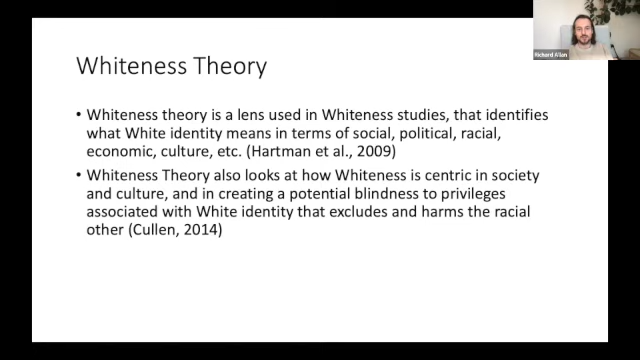 Richard Allan
Whiteness Theory
• Whiteness theory is a lens used in Whiteness studies, that identifies
what White identity means in terms of social, political, racial,
economic, culture, etc. (Hartman et al., 2009)
• Whiteness Theory also looks at how Whiteness is centric in society
and culture, and in creating a potential blindness to privileges
associated with White identity that excludes and harms the racial
other (Cullen, 2014)